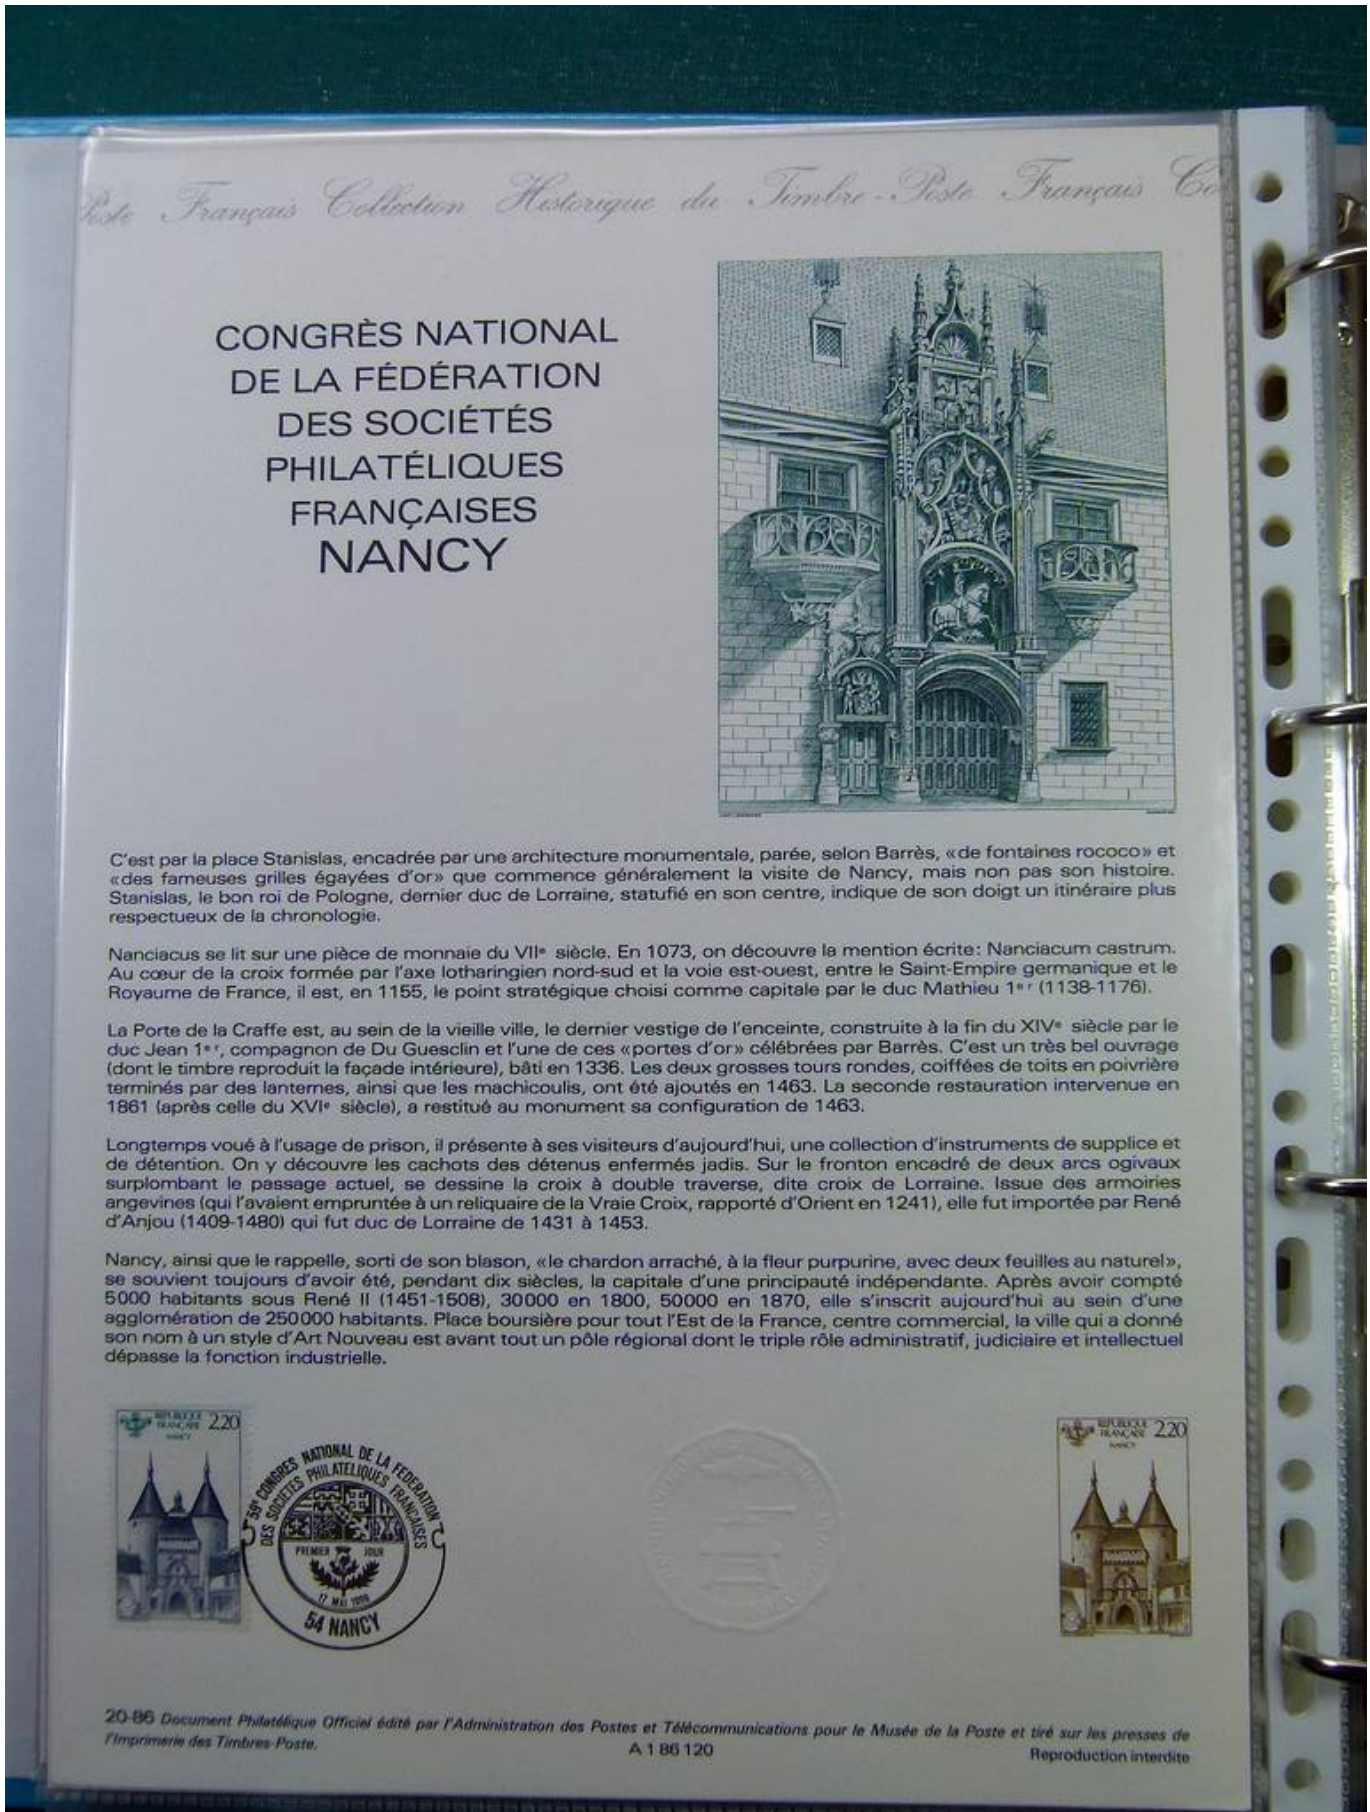 Poste Français Collection Historique du Timbre-Poste Français Co
CONGRÈS NATIONAL
DE LA FÉDÉRATION
DES SOCIÉTÉS
PHILATÉLIQUES
FRANÇAISES
NANCY
C'est par la place Stanislas, encadrée par une architecture monumentale, parée, selon Barrès, «de fontaines rococo» et
«des fameuses grilles égayées d'or» que commence généralement la visite de Nancy, mais non pas son histoire.
Stanislas, le bon roi de Pologne, dernier duc de Lorraine, statufié en son centre, indique de son doigt un itinéraire plus
respectueux de la chronologie.
Nanciacus se lit sur une pièce de monnaie du VIIe siècle. En 1073, on découvre la mention écrite: Nanciacum castrum.
Au cœur de la croix formée par l'axe lotharingien nord-sud et la voie est-ouest, entre le Saint-Empire germanique et le
Royaume de France, il est, en 1155, le point stratégique choisi comme capitale par le duc Mathieu 1er (1138-1176).
La Porte de la Craffe est, au sein de la vieille ville, le dernier vestige de l'enceinte, construite à la fin du XIVe siècle par le
duc Jean 1er, compagnon de Du Guesclin et l'une de ces «portes d'or» célébrées par Barrès. C'est un très bel ouvrage
(dont le timbre reproduit la façade intérieure), bâti en 1336. Les deux grosses tours rondes, coiffées de toits en poivrière
terminés par des lanternes, ainsi que les machicoulis, ont été ajoutés en 1463. La seconde restauration intervenue en
1861 (après celle du XVIe siècle), a restitué au monument sa configuration de 1463.
Longtemps voué à l'usage de prison, il présente à ses visiteurs d'aujourd'hui, une collection d'instruments de supplice et
de détention. On y découvre les cachots des détenus enfermés jadis. Sur le fronton encadré de deux arcs ogivaux
surplombant le passage actuel, se dessine la croix à double traverse, dite croix de Lorraine. Issue des armoiries
angevines (qui l'avaient empruntée à un reliquaire de la Vraie Croix, rapporté d'Orient en 1241), elle fut importée par René
d'Anjou (1409-1480) qui fut duc de Lorraine de 1431 à 1453.
Nancy, ainsi que le rappelle, sorti de son blason, «le chardon arraché, à la fleur purpurine, avec deux feuilles au naturel»,
se souvient toujours d'avoir été, pendant dix siècles, la capitale d'une principauté indépendante. Après avoir compté
5000 habitants sous René II (1451-1508), 30000 en 1800, 50000 en 1870, elle s'inscrit aujourd'hui au sein d'une
agglomération de 250000 habitants. Place boursière pour tout l'Est de la France, centre commercial, la ville qui a donné
son nom à un style d'Art Nouveau est avant tout un pôle régional dont le triple rôle administratif, judiciaire et intellectuel
dépasse la fonction industrielle.
REPUBLIQUE
FRANÇAISE 2,20
NANCY
59e CONGRES NATIONAL DE LA FEDERATION
DES SOCIETES PHILATELIQUES FRANÇAISES
PREMIER JOUR
17 MAI 1986
54 NANCY
REPUBLIQUE
FRANÇAISE 2,20
NANCY
20-86 Document Philatélique Officiel édité par l'Administration des Postes et Télécommunications pour le Musée de la Poste et tiré sur les presses de
l'Imprimerie des Timbres-Poste.
A 1 86 120
Reproduction interdite